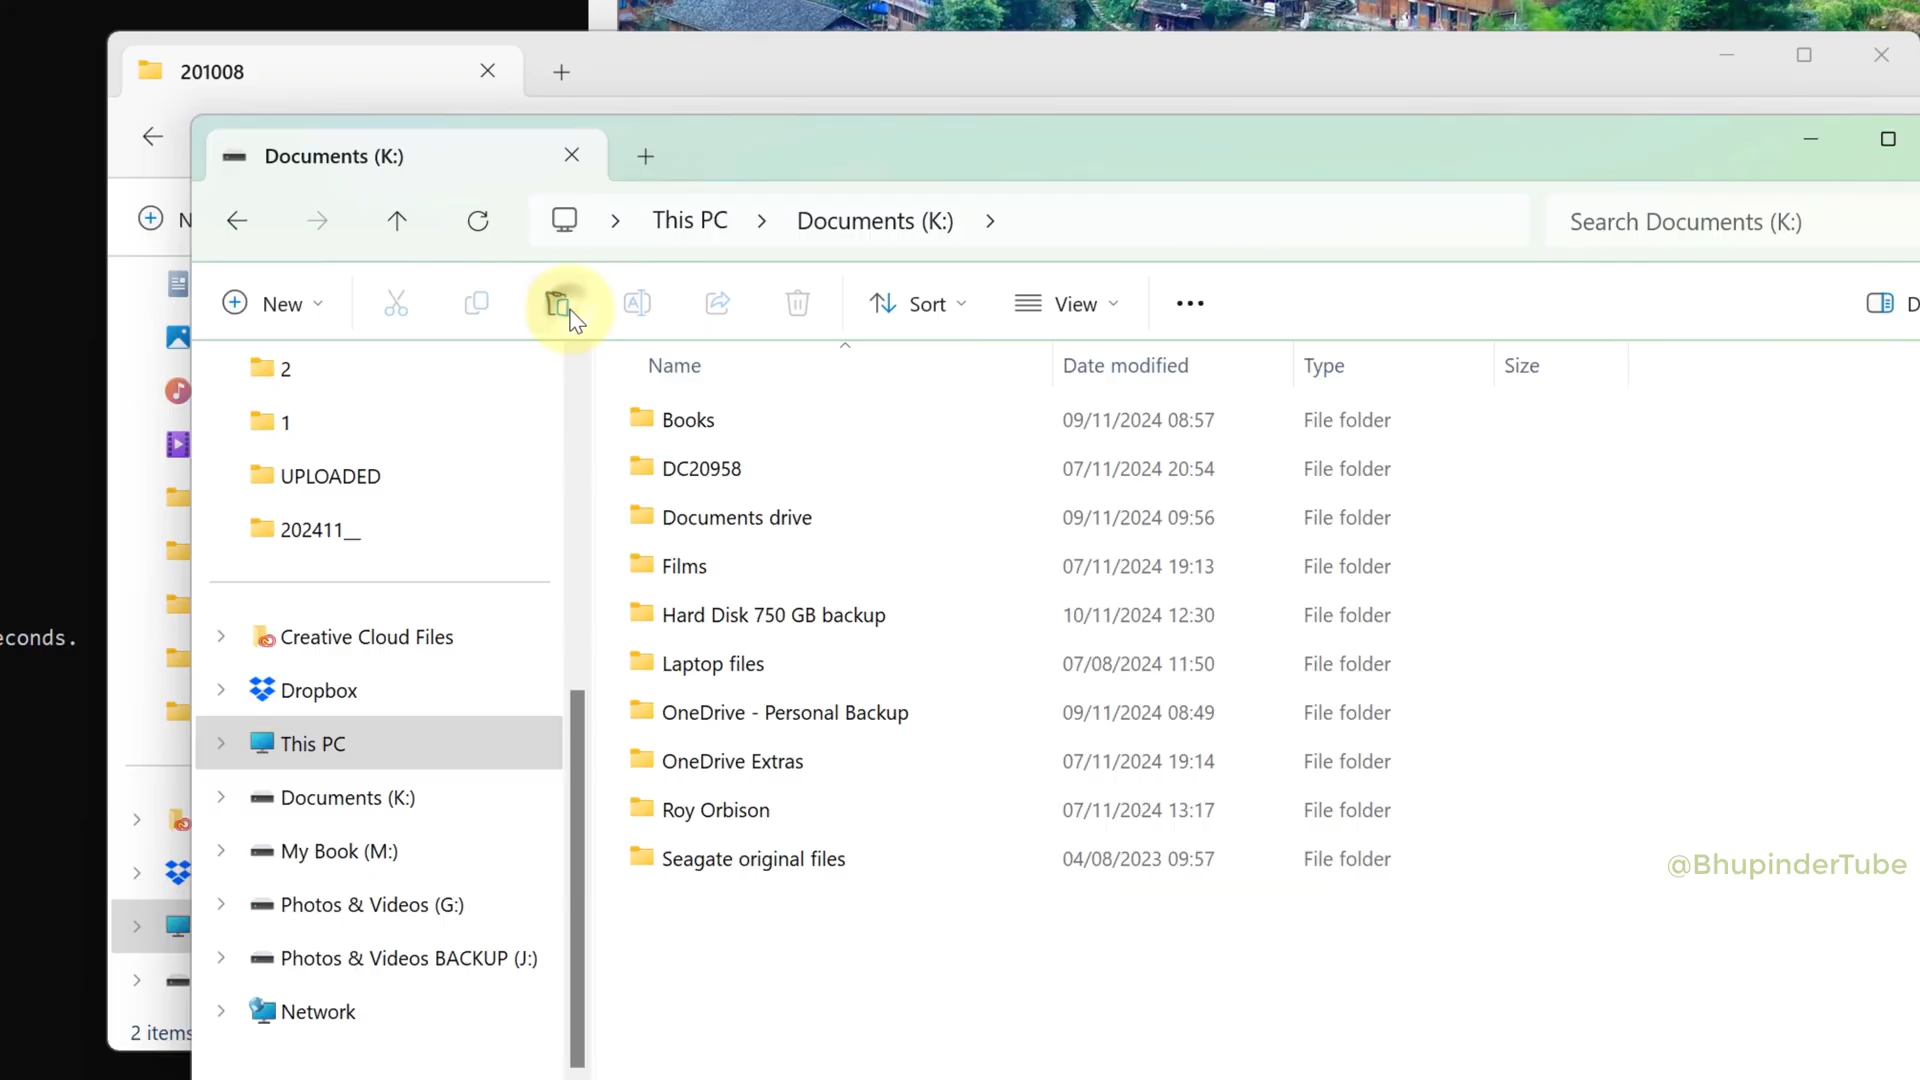 201008
Documents (K:)
This PC
Documents (K:)
Search Documents (K:)
N
New
Sort
View
D
Name
Date modified
Type
Size
2
1
UPLOADED
202411__
Creative Cloud Files
Dropbox
This PC
Documents (K:)
My Book (M:)
Photos & Videos (G:)
Photos & Videos BACKUP (J:)
Network
Books 09/11/2024 08:57 File folder
DC20958 07/11/2024 20:54 File folder
Documents drive 09/11/2024 09:56 File folder
Films 07/11/2024 19:13 File folder
Hard Disk 750 GB backup 10/11/2024 12:30 File folder
Laptop files 07/08/2024 11:50 File folder
OneDrive - Personal Backup 09/11/2024 08:49 File folder
OneDrive Extras 07/11/2024 19:14 File folder
Roy Orbison 07/11/2024 13:17 File folder
Seagate original files 04/08/2023 09:57 File folder
econds.
2 items
@BhupinderTube